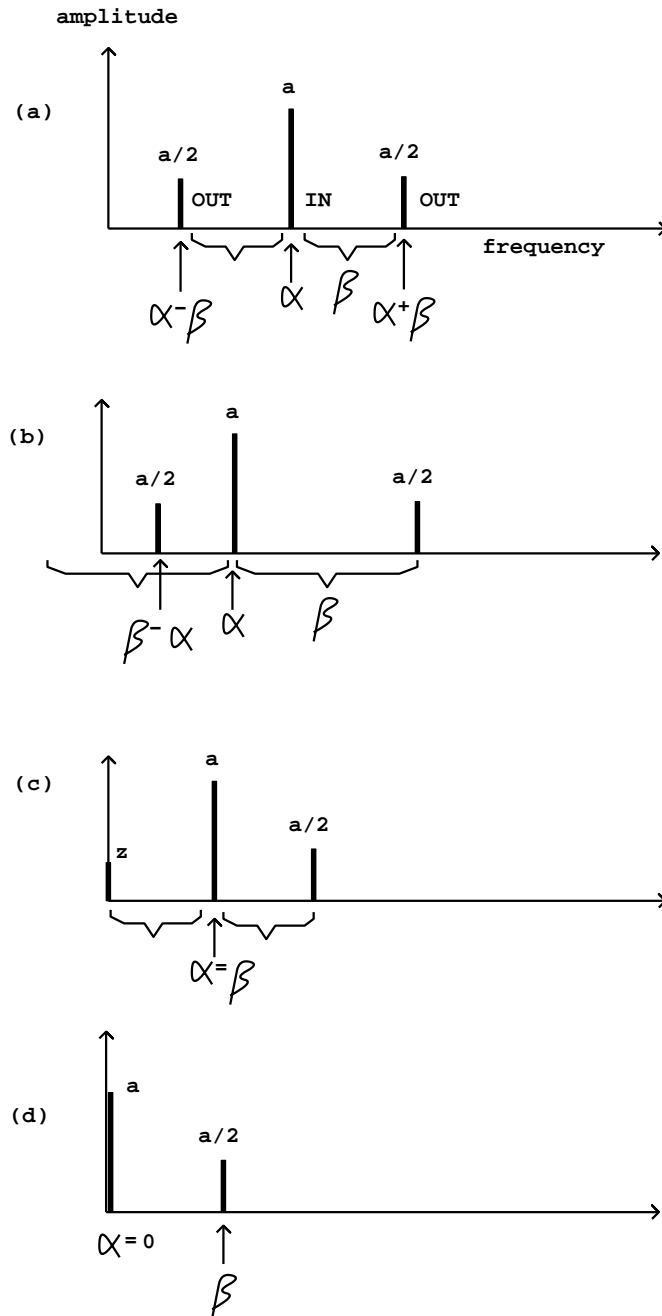 amplitude
(a)
a
a/2
a/2
OUT
IN
OUT
frequency
α-β
α
β
α+β
(b)
a
a/2
a/2
β-α
α
β
(c)
a
a/2
z
α=β
(d)
a
a/2
α=0
β